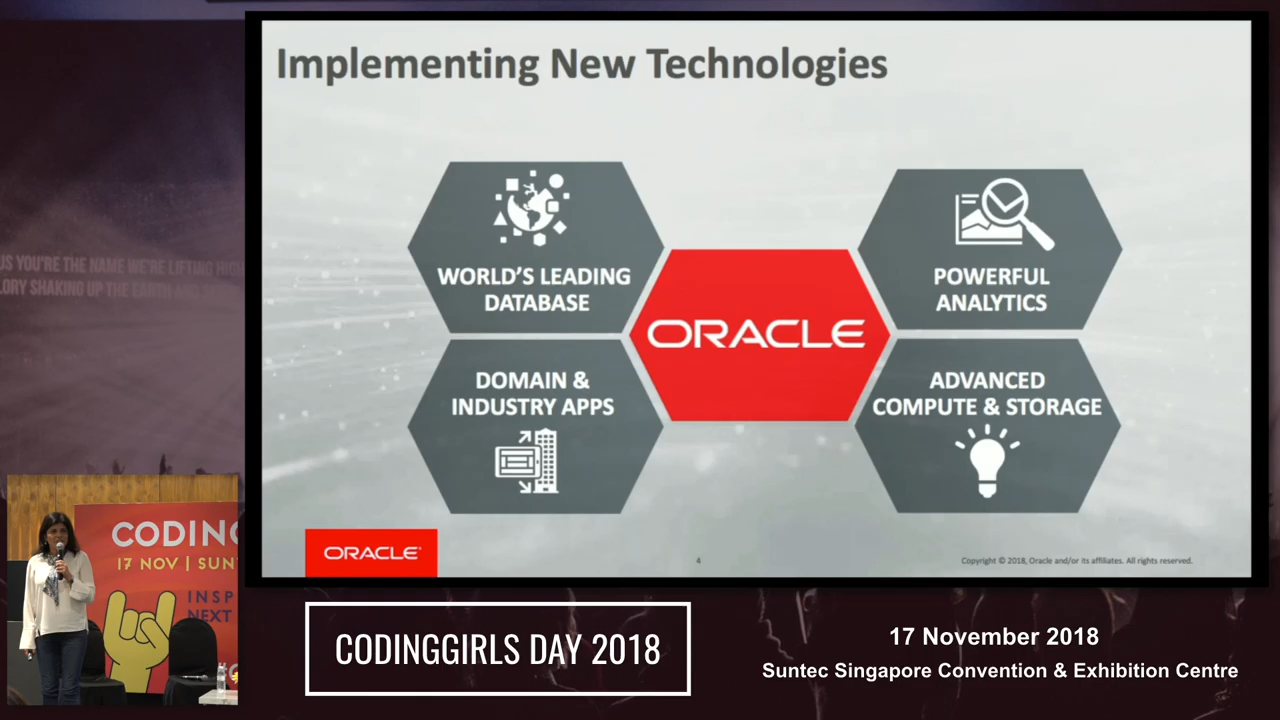 Implementing New Technologies
WORLD'S LEADING
DATABASE
POWERFUL
ANALYTICS
ORACLE
DOMAIN &
INDUSTRY APPS
ADVANCED
COMPUTE & STORAGE
ORACLE®
4
Copyright © 2018, Oracle and/or its affiliates. All rights reserved.
US YOU'RE THE NAME WE'RE LIFTING HIGH
LORY SHAKING UP THE EARTH AND
CODING
17 NOV | SUN
INSP
NEXT
CODINGGIRLS DAY 2018
17 November 2018
Suntec Singapore Convention & Exhibition Centre